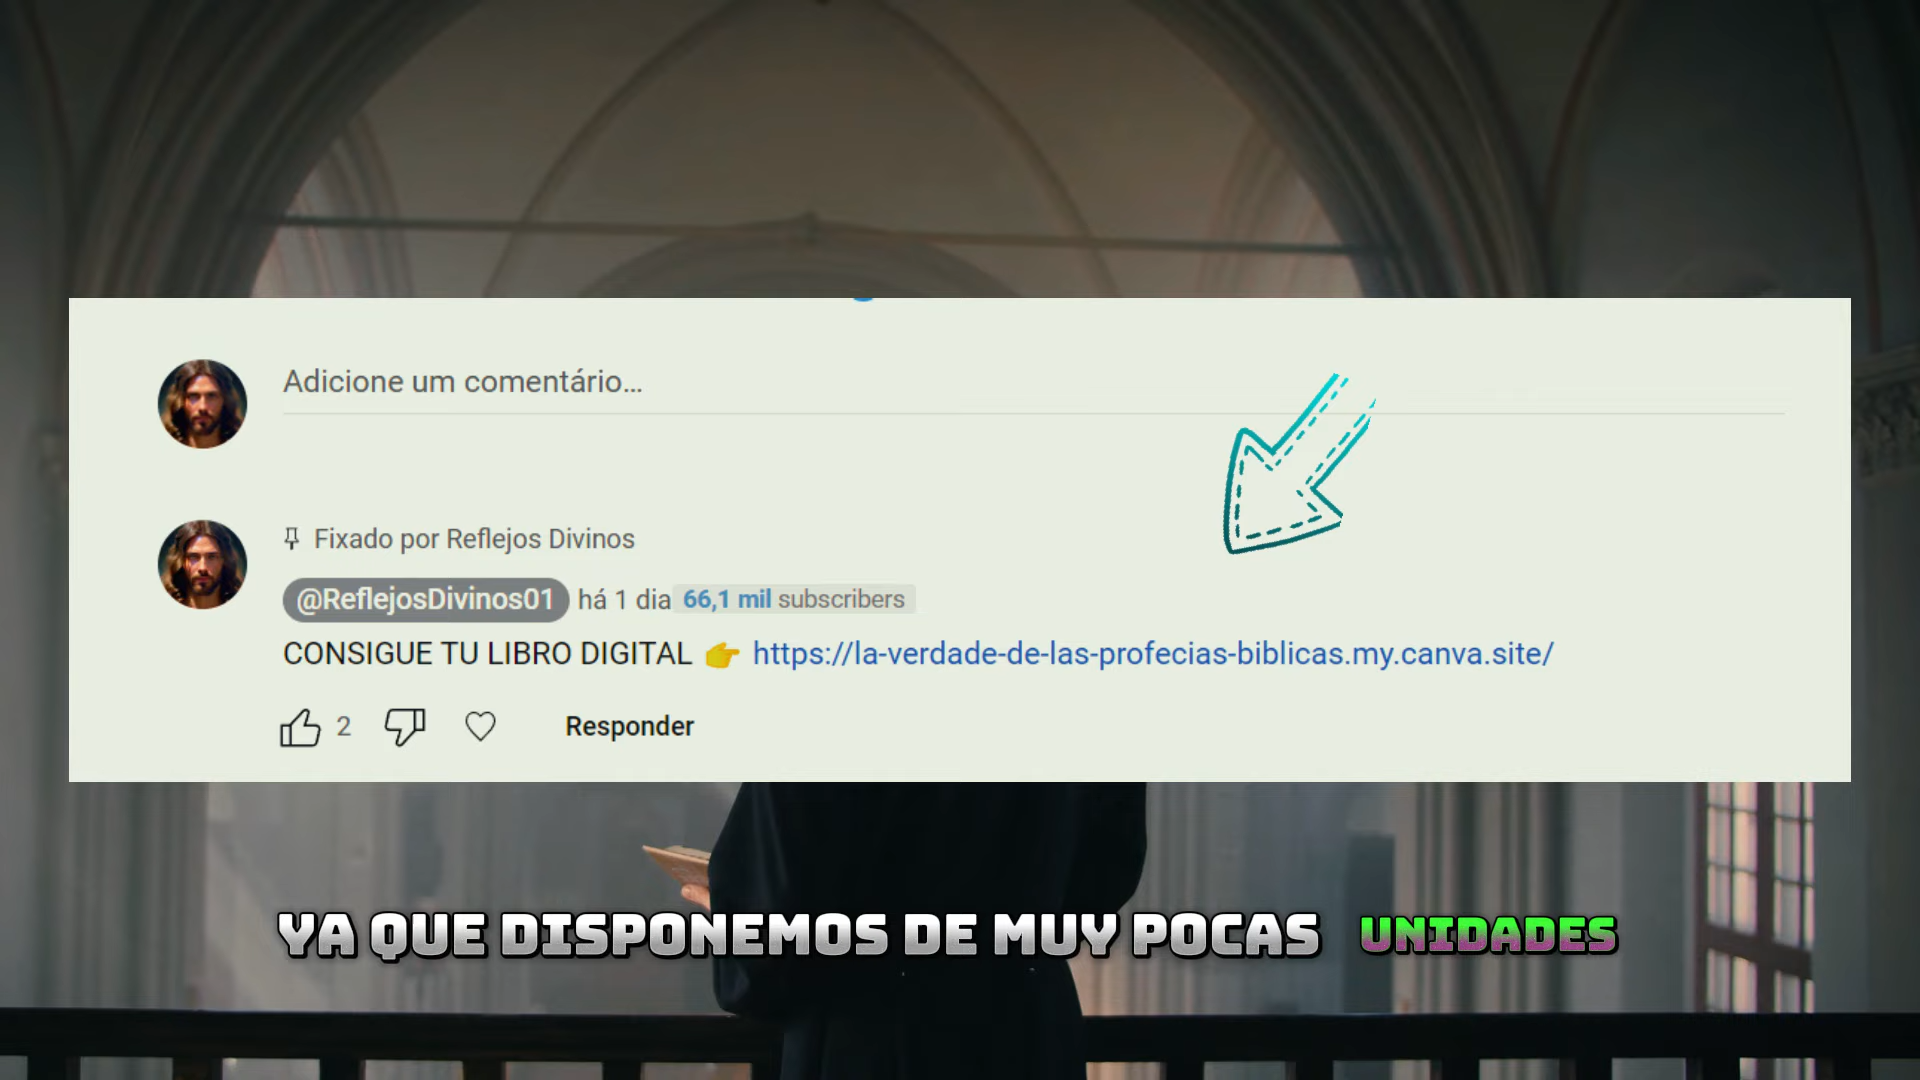 Adicione um comentário...
Fixado por Reflejos Divinos
@ReflejosDivinos01 há 1 dia 66,1 mil subscribers
CONSIGUE TU LIBRO DIGITAL 👉 https://la-verdade-de-las-profecias-biblicas.my.canva.site/
2 Responder
YA QUE DISPONEMOS DE MUY POCAS UNIDADES